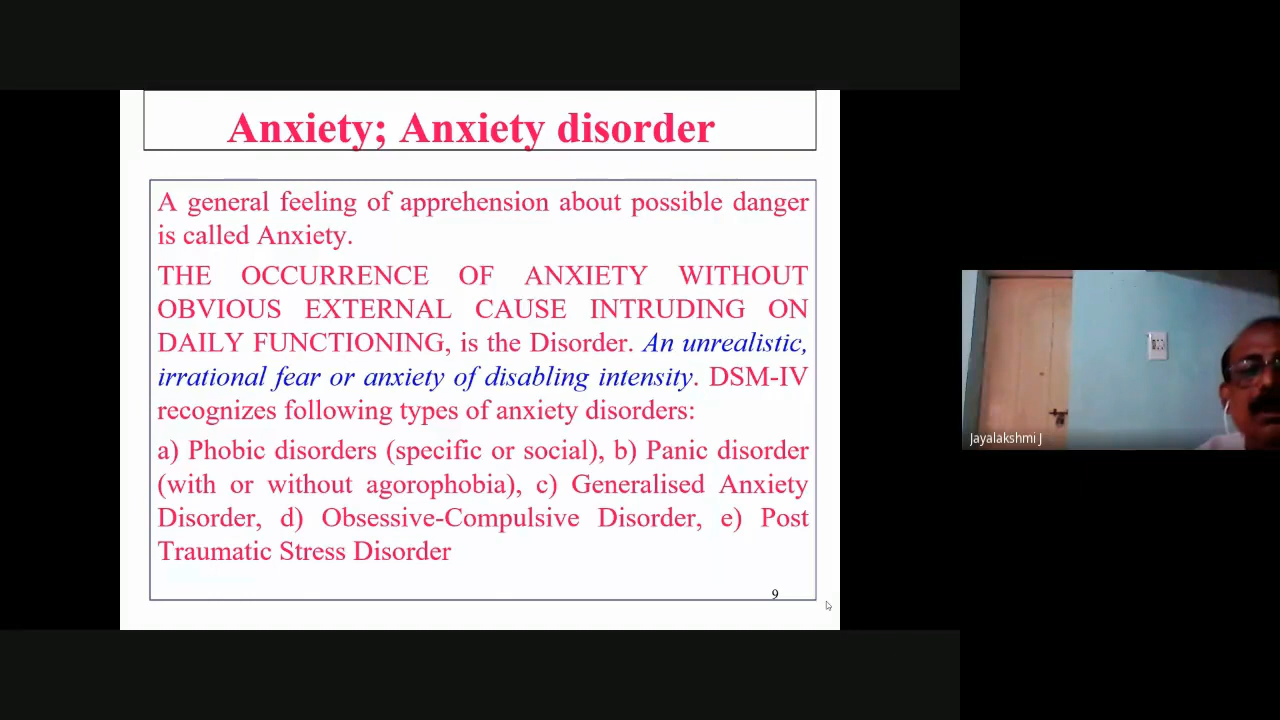 Anxiety; Anxiety disorder
A general feeling of apprehension about possible danger
is called Anxiety.
THE OCCURRENCE OF ANXIETY WITHOUT
OBVIOUS EXTERNAL CAUSE INTRUDING ON
DAILY FUNCTIONING, is the Disorder. An unrealistic,
irrational fear or anxiety of disabling intensity. DSM-IV
recognizes following types of anxiety disorders:
a) Phobic disorders (specific or social), b) Panic disorder
(with or without agorophobia), c) Generalised Anxiety
Disorder, d) Obsessive-Compulsive Disorder, e) Post
Traumatic Stress Disorder
9
Jayalakshmi J